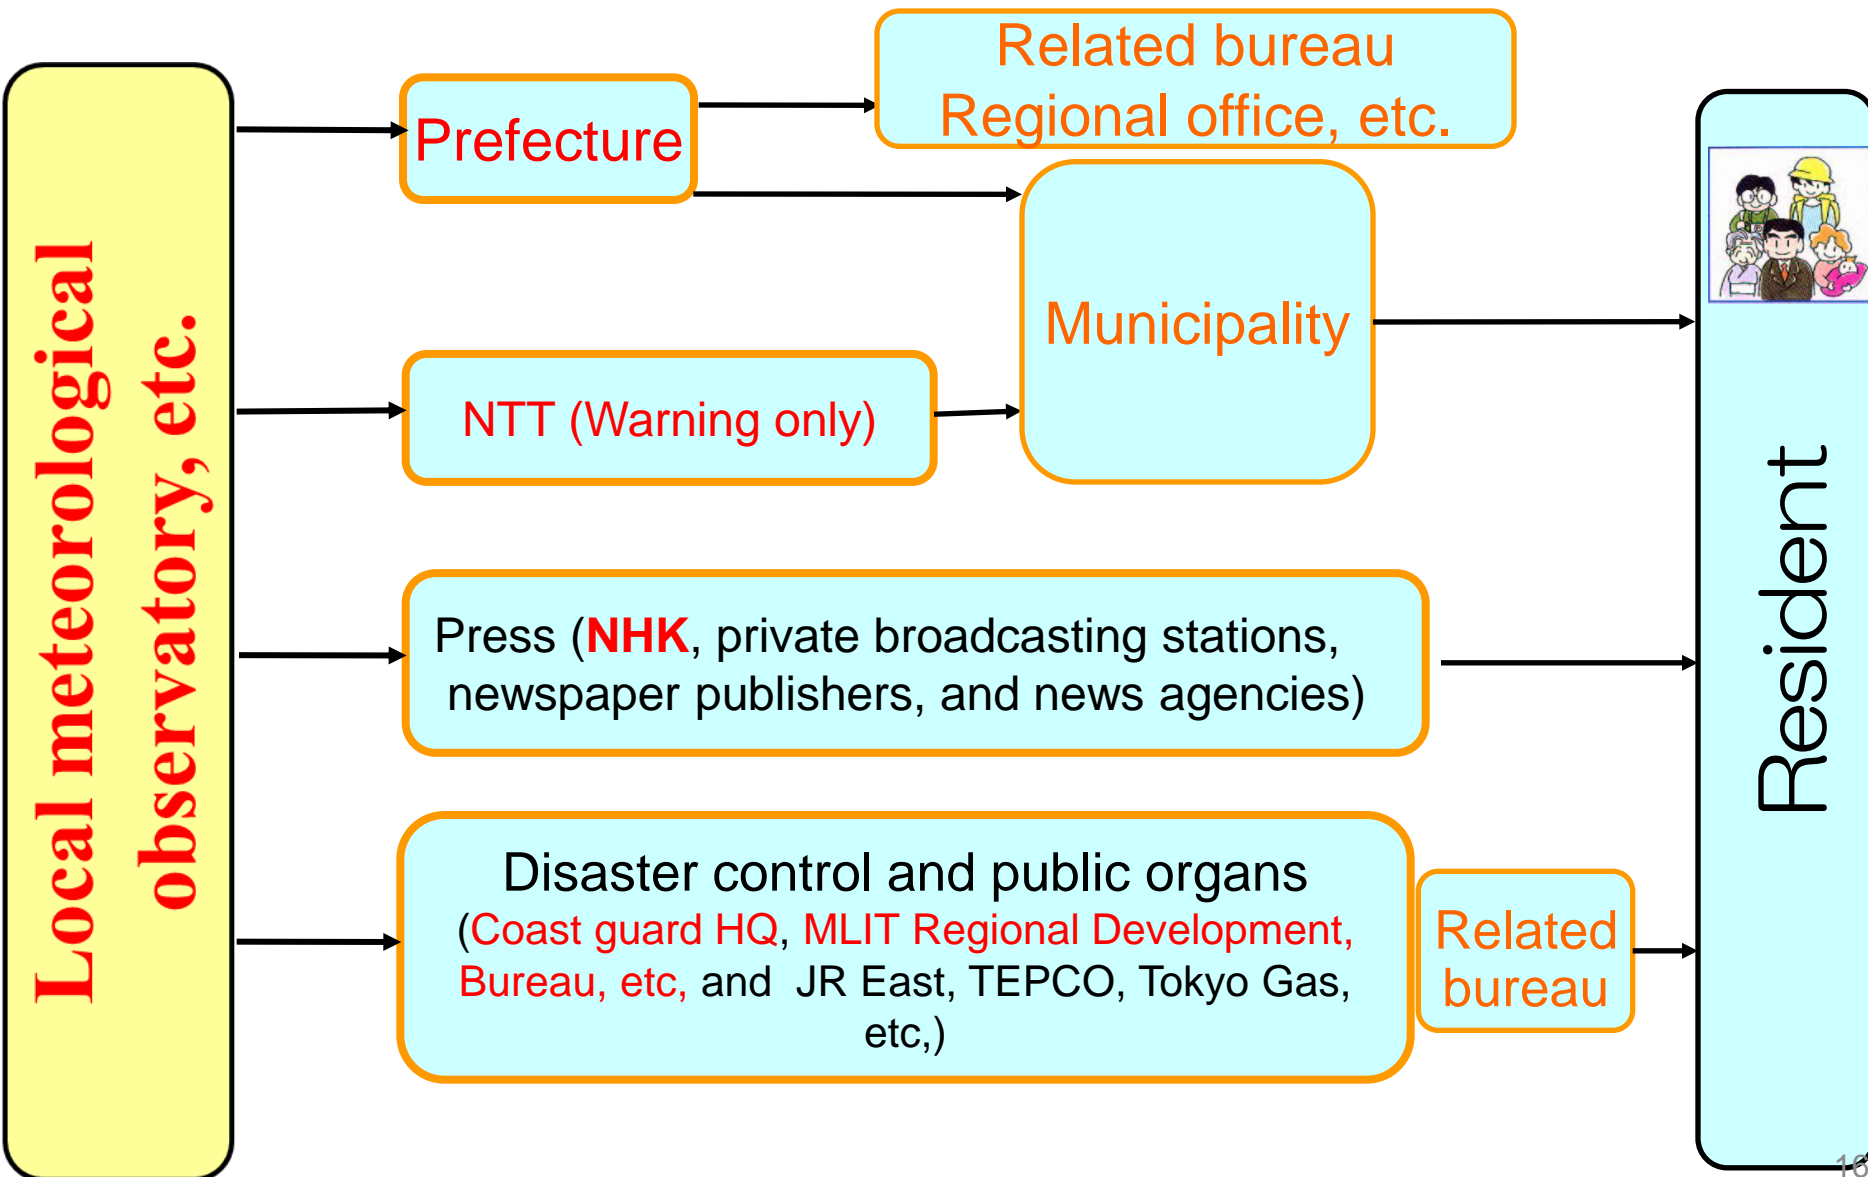 Local meteorological
observatory, etc.
Prefecture
Related bureau
Regional office, etc.
Municipality
NTT (Warning only)
Press (NHK, private broadcasting stations,
newspaper publishers, and news agencies)
Disaster control and public organs
(Coast guard HQ, MLIT Regional Development,
Bureau, etc, and JR East, TEPCO, Tokyo Gas,
etc,)
Related
bureau
Resident
16